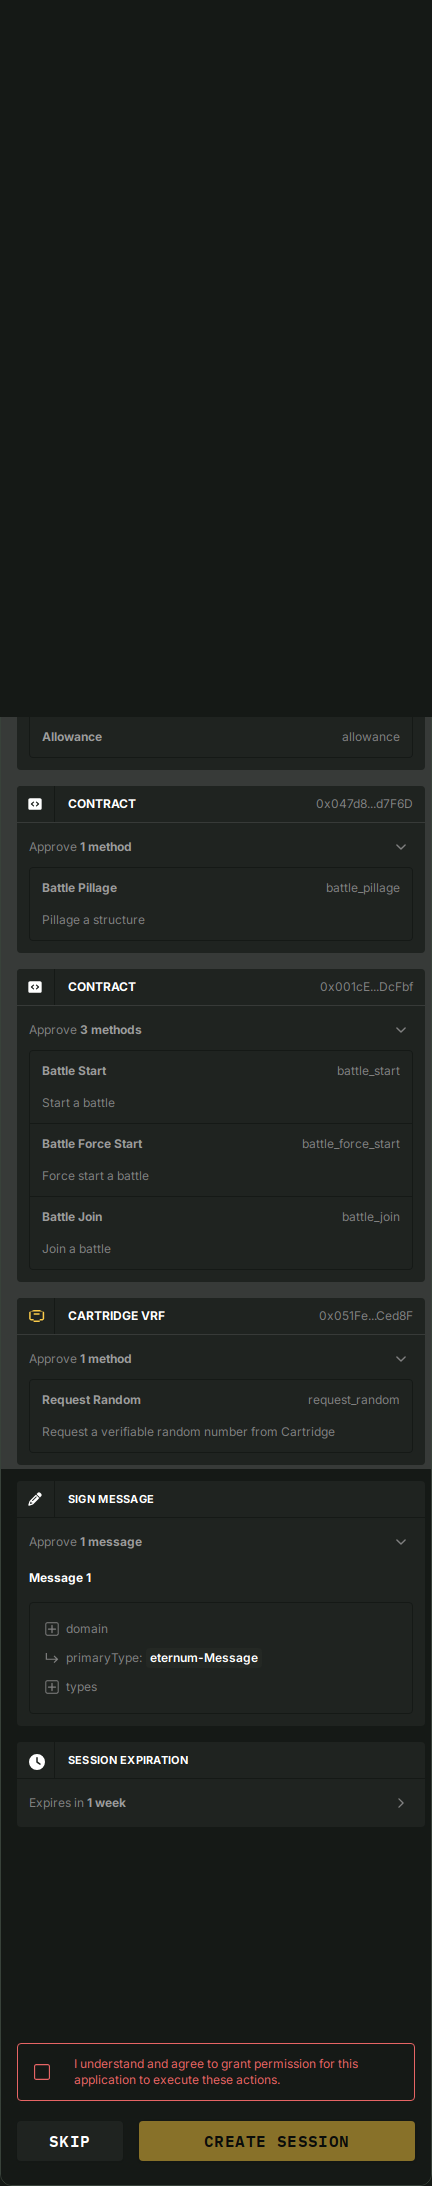 Allowance allowance
CONTRACT 0x047d8...d7F6D
Approve 1 method
Battle Pillage battle_pillage
Pillage a structure
CONTRACT 0x001cE...DcFbf
Approve 3 methods
Battle Start battle_start
Start a battle
Battle Force Start battle_force_start
Force start a battle
Battle Join battle_join
Join a battle
CARTRIDGE VRF 0x051Fe...Ced8F
Approve 1 method
Request Random request_random
Request a verifiable random number from Cartridge
SIGN MESSAGE
Approve 1 message
Message 1
domain
primaryType: eternum-Message
types
SESSION EXPIRATION
Expires in 1 week
I understand and agree to grant permission for this
application to execute these actions.
SKIP CREATE SESSION